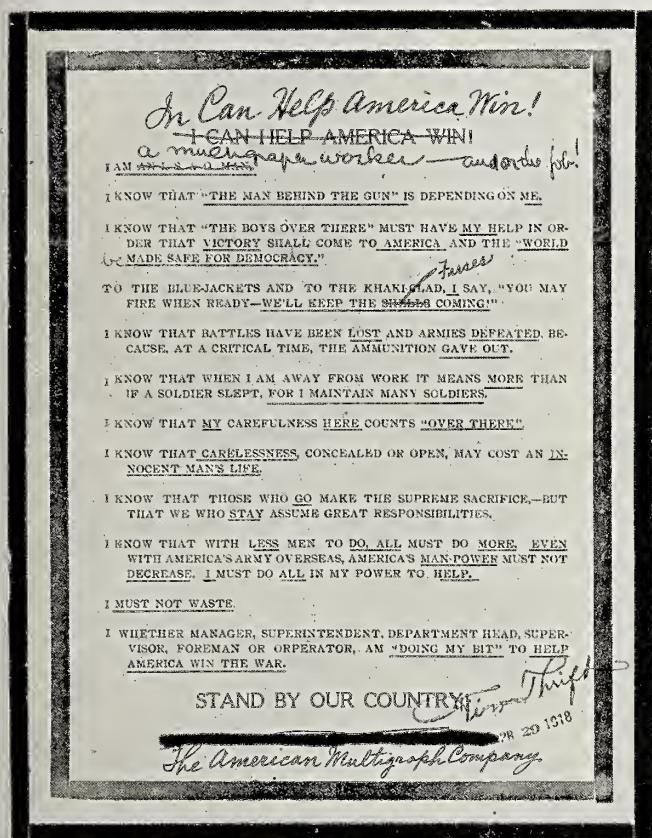 In Can Help America Win!
I CAN HELP AMERICA WIN!
a multigraph worker — and on the job!
I AM AN L. & A. MAN.
I KNOW THAT "THE MAN BEHIND THE GUN" IS DEPENDING ON ME.
I KNOW THAT "THE BOYS OVER THERE" MUST HAVE MY HELP IN OR-
DER THAT VICTORY SHALL COME TO AMERICA AND THE "WORLD
be MADE SAFE FOR DEMOCRACY."
Fusses
TO THE BLUE-JACKETS AND TO THE KHAKI-CLAD, I SAY, "YOU MAY
FIRE WHEN READY—WE'LL KEEP THE SHELLS COMING!"
I KNOW THAT BATTLES HAVE BEEN LOST AND ARMIES DEFEATED, BE-
CAUSE, AT A CRITICAL TIME, THE AMMUNITION GAVE OUT.
I KNOW THAT WHEN I AM AWAY FROM WORK IT MEANS MORE THAN
IF A SOLDIER SLEPT, FOR I MAINTAIN MANY SOLDIERS.
I KNOW THAT MY CAREFULNESS HERE COUNTS "OVER THERE".
I KNOW THAT CARELESSNESS, CONCEALED OR OPEN, MAY COST AN IN-
NOCENT MAN'S LIFE.
I KNOW THAT THOSE WHO GO MAKE THE SUPREME SACRIFICE,—BUT
THAT WE WHO STAY ASSUME GREAT RESPONSIBILITIES.
I KNOW THAT WITH LESS MEN TO DO, ALL MUST DO MORE. EVEN
WITH AMERICA'S ARMY OVERSEAS, AMERICA'S MAN-POWER MUST NOT
DECREASE. I MUST DO ALL IN MY POWER TO HELP.
I MUST NOT WASTE.
I WHETHER MANAGER, SUPERINTENDENT, DEPARTMENT HEAD, SUPER-
VISOR, FOREMAN OR ORPERATOR, AM "DOING MY BIT" TO HELP
AMERICA WIN THE WAR.
STAND BY OUR COUNTRY!
Thrift
29 1918
The American Multigraph Company